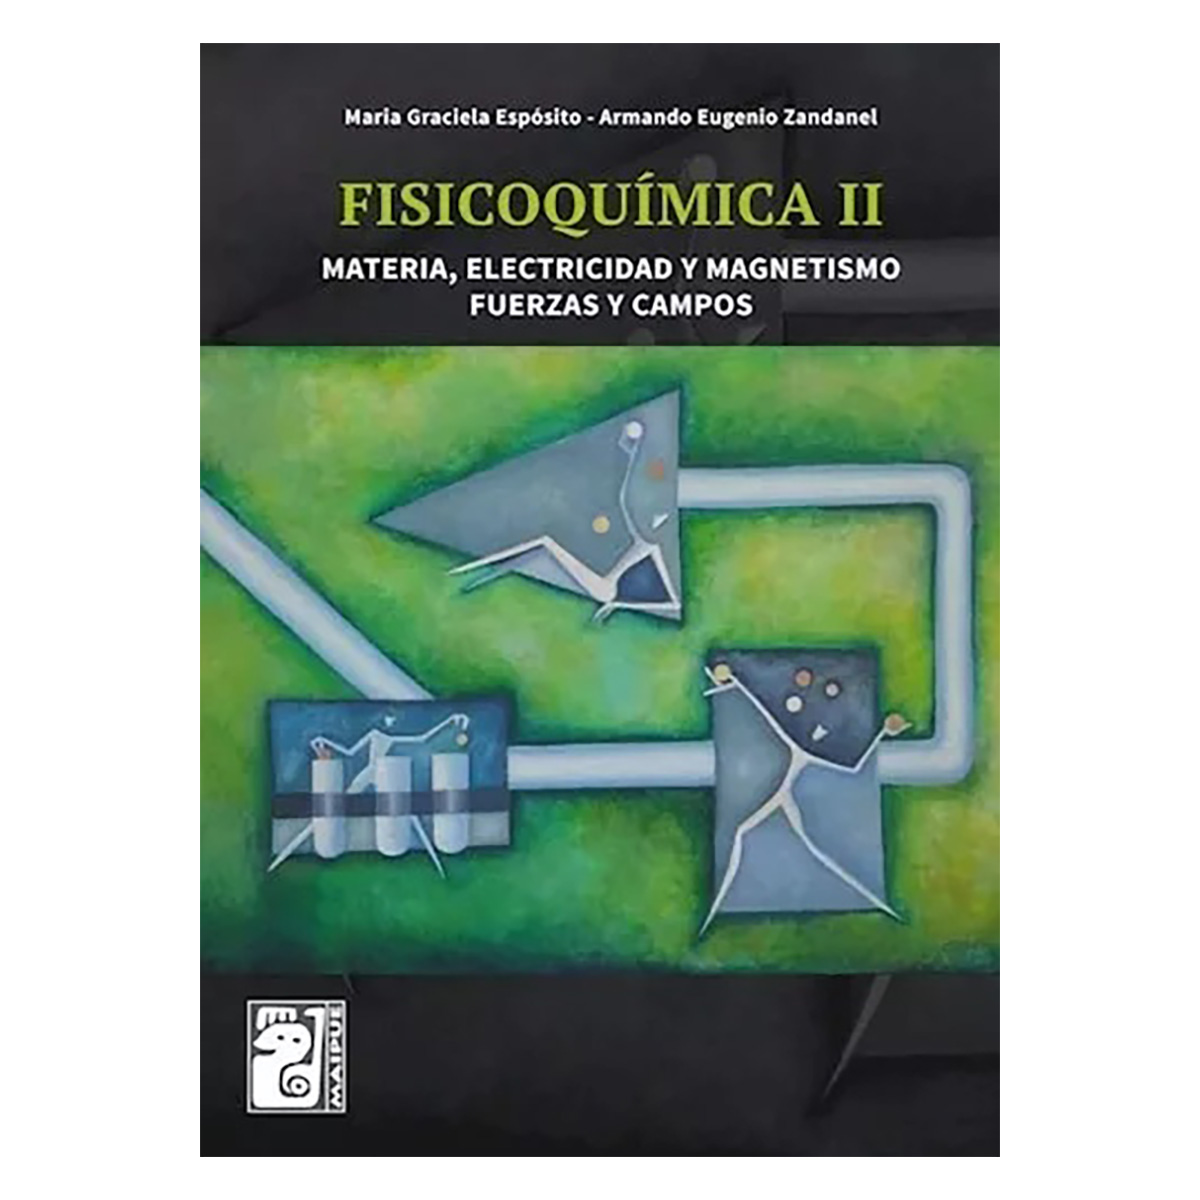 Maria Graciela Espósito - Armando Eugenio Zandanel
FISICOQUÍMICA II
MATERIA, ELECTRICIDAD Y MAGNETISMO
FUERZAS Y CAMPOS
MAIPUE